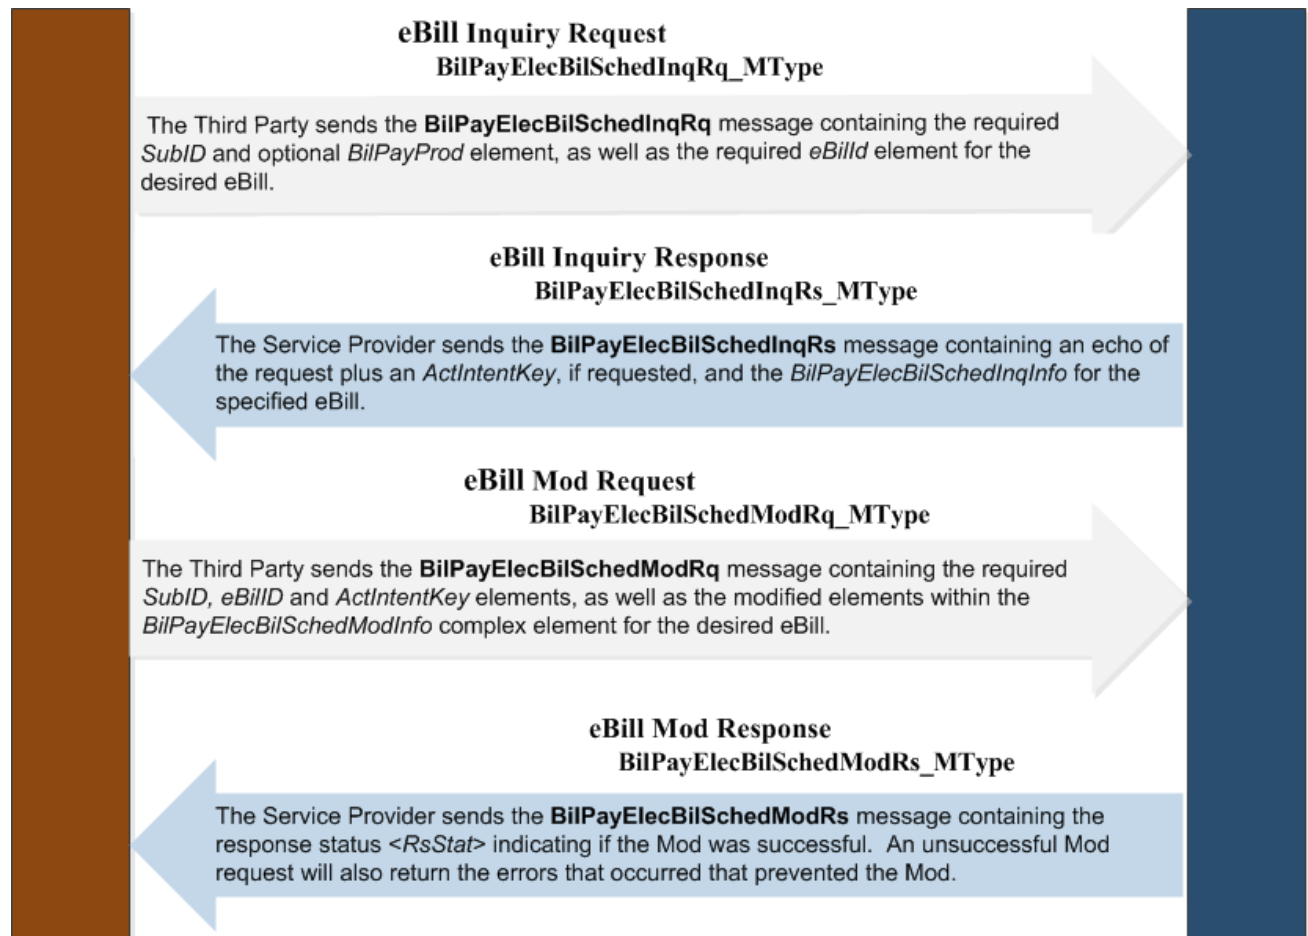 eBill Inquiry Request
BilPayElecBilSchedInqRq_MType
The Third Party sends the BilPayElecBilSchedInqRq message containing the required
SubID and optional BilPayProd element, as well as the required eBillId element for the
desired eBill.
eBill Inquiry Response
BilPayElecBilSchedInqRs_MType
The Service Provider sends the BilPayElecBilSchedInqRs message containing an echo of
the request plus an ActIntentKey, if requested, and the BilPayElecBilSchedInqInfo for the
specified eBill.
eBill Mod Request
BilPayElecBilSchedModRq_MType
The Third Party sends the BilPayElecBilSchedModRq message containing the required
SubID, eBillID and ActIntentKey elements, as well as the modified elements within the
BilPayElecBilSchedModInfo complex element for the desired eBill.
eBill Mod Response
BilPayElecBilSchedModRs_MType
The Service Provider sends the BilPayElecBilSchedModRs message containing the
response status <RsStat> indicating if the Mod was successful.  An unsuccessful Mod
request will also return the errors that occurred that prevented the Mod.